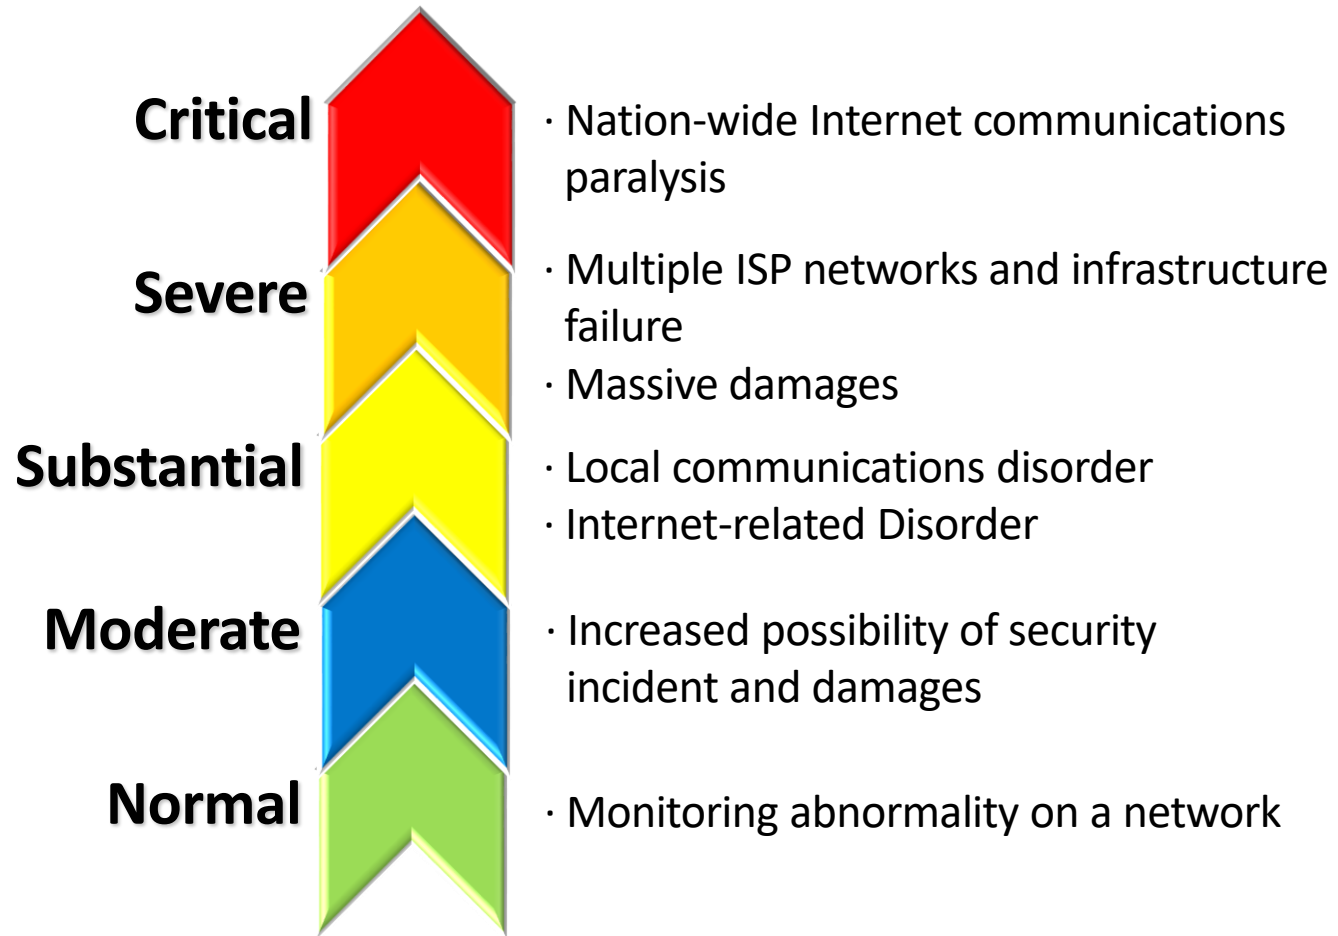 Critical
· Nation-wide Internet communications
paralysis
Severe
· Multiple ISP networks and infrastructure
failure
· Massive damages
Substantial
· Local communications disorder
· Internet-related Disorder
Moderate
· Increased possibility of security
incident and damages
Normal
· Monitoring abnormality on a network